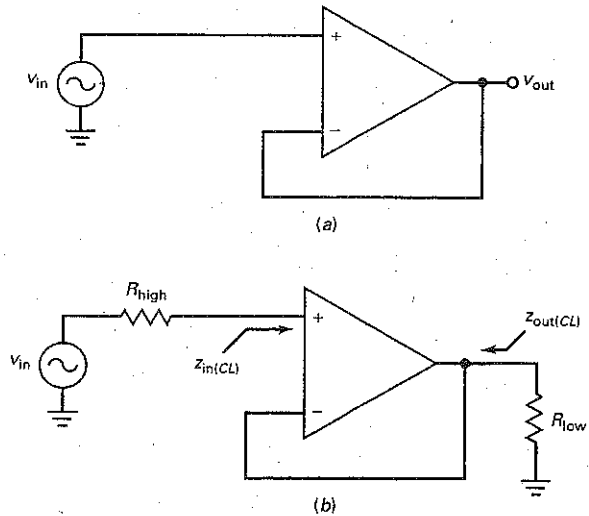 +
v_in
v_out
−
(a)
R_high
+
z_in(CL)
z_out(CL)
v_in
−
R_low
(b)